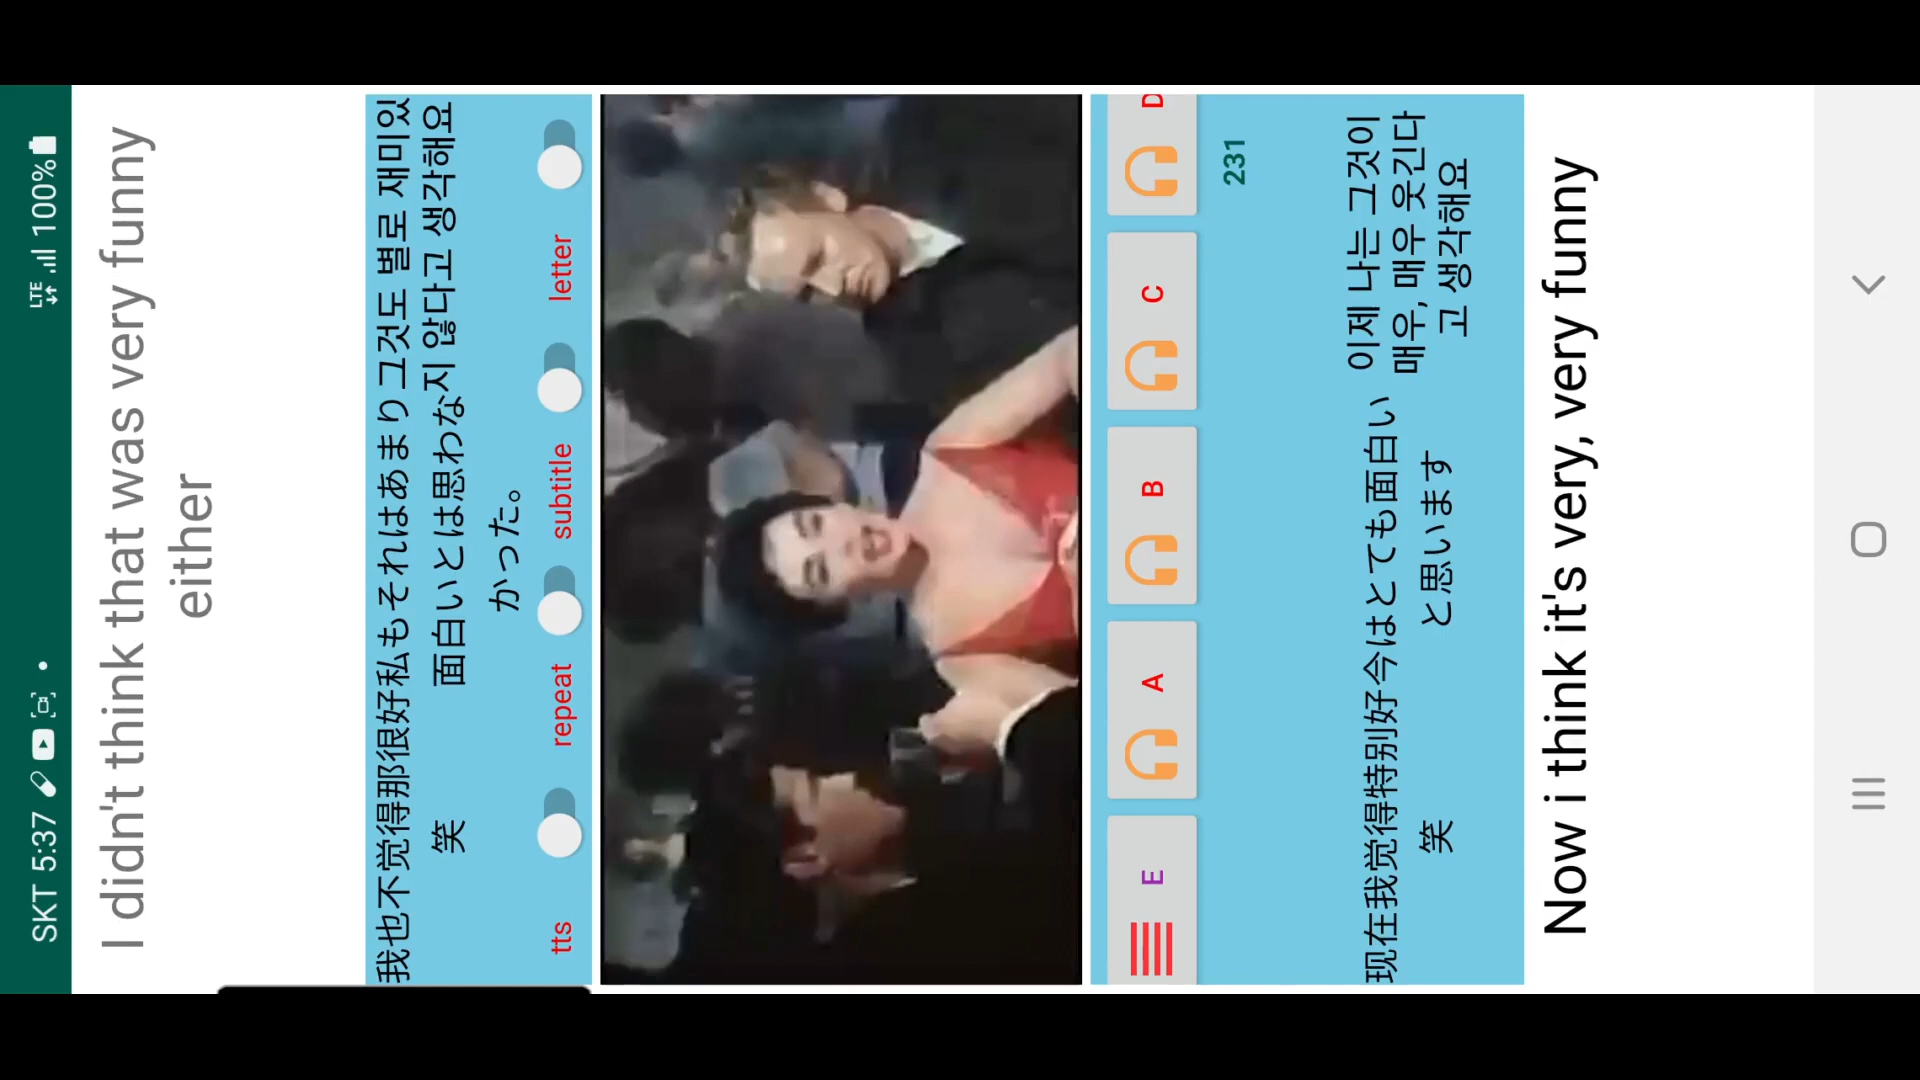 SKT 5:37
LTE 100%
I didn't think that was very funny
either
我也不觉得那很好
笑
私もそれはあまり
面白いとは思わな
かった。
그것도 별로 재미있
지 않다고 생각해요
tts
repeat
subtitle
letter
E
A
B
C
D
231
现在我觉得特别好
笑
今はとても面白い
と思います
이제 나는 그것이
매우, 매우 웃긴다
고 생각해요
Now i think it's very, very funny